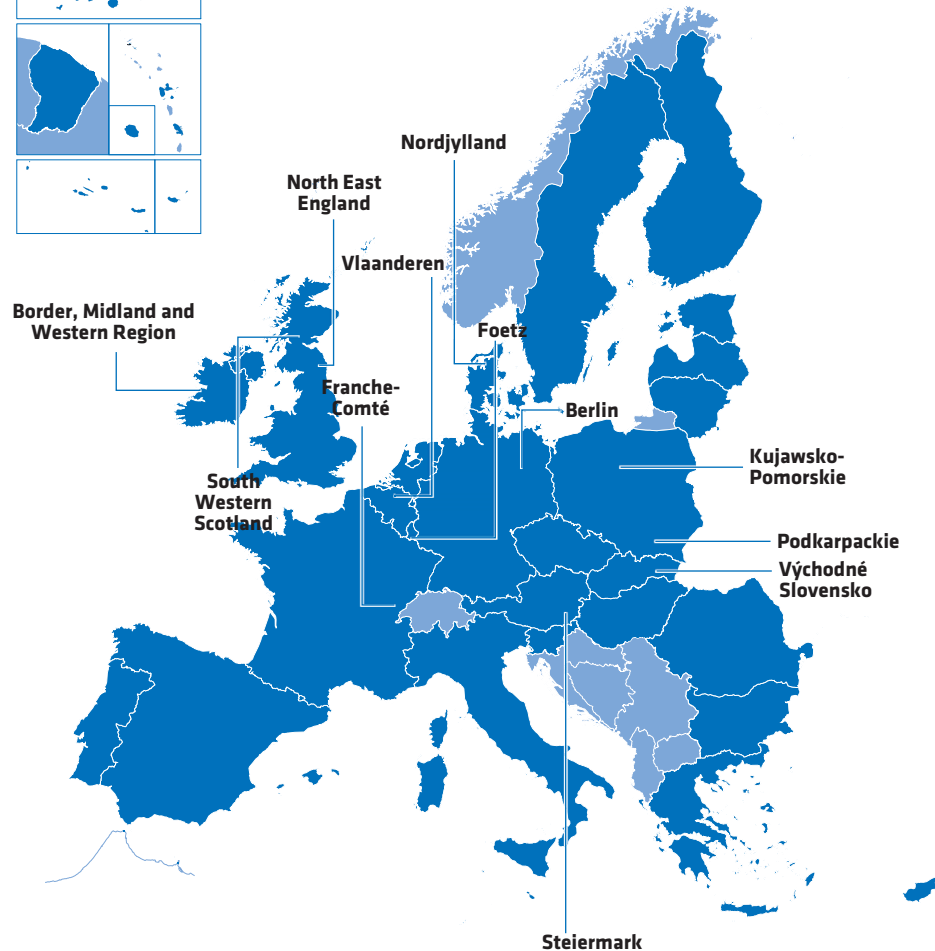 Nordjylland
North East
England
Vlaanderen
Border, Midland and
Western Region
Foetz
Franche-
Comté
Berlin
Kujawsko-
Pomorskie
South
Western
Scotland
Podkarpackie
Východné
Slovensko
Steiermark